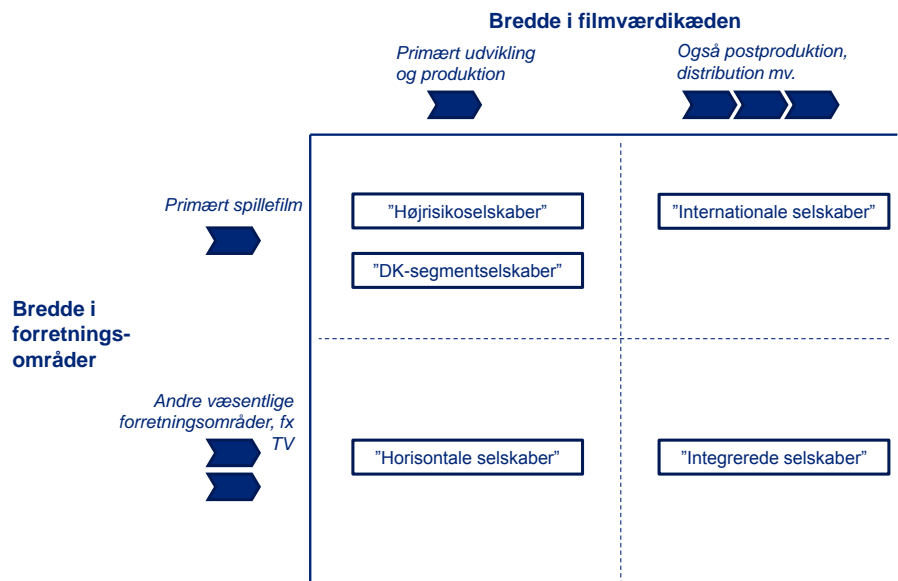 Bredde i filmværdikæden
Primært udvikling
og produktion
Også postproduktion,
distribution mv.
Primært spillefilm
”Højrisikoselskaber”
”Internationale selskaber”
”DK-segmentselskaber”
Bredde i
forretnings-
områder
Andre væsentlige
forretningsområder, fx
TV
”Horisontale selskaber”
”Integrerede selskaber”